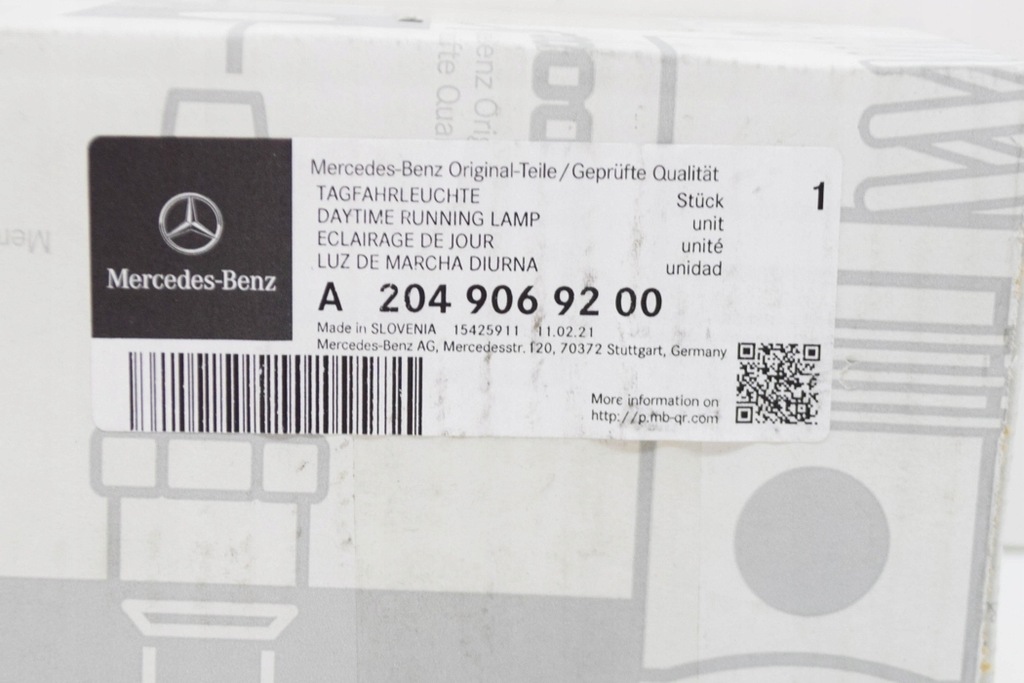 Mercedes-Benz Original-Teile/Geprüfte Qualität
TAGFAHRLEUCHTE Stück 1
DAYTIME RUNNING LAMP unit
ECLAIRAGE DE JOUR unité
LUZ DE MARCHA DIURNA unidad
Mercedes-Benz
A 204 906 92 00
Made in SLOVENIA 15425911 11.02.21
Mercedes-Benz AG, Mercedesstr. 120, 70372 Stuttgart, Germany
More information on
http://p.mb-qr.com